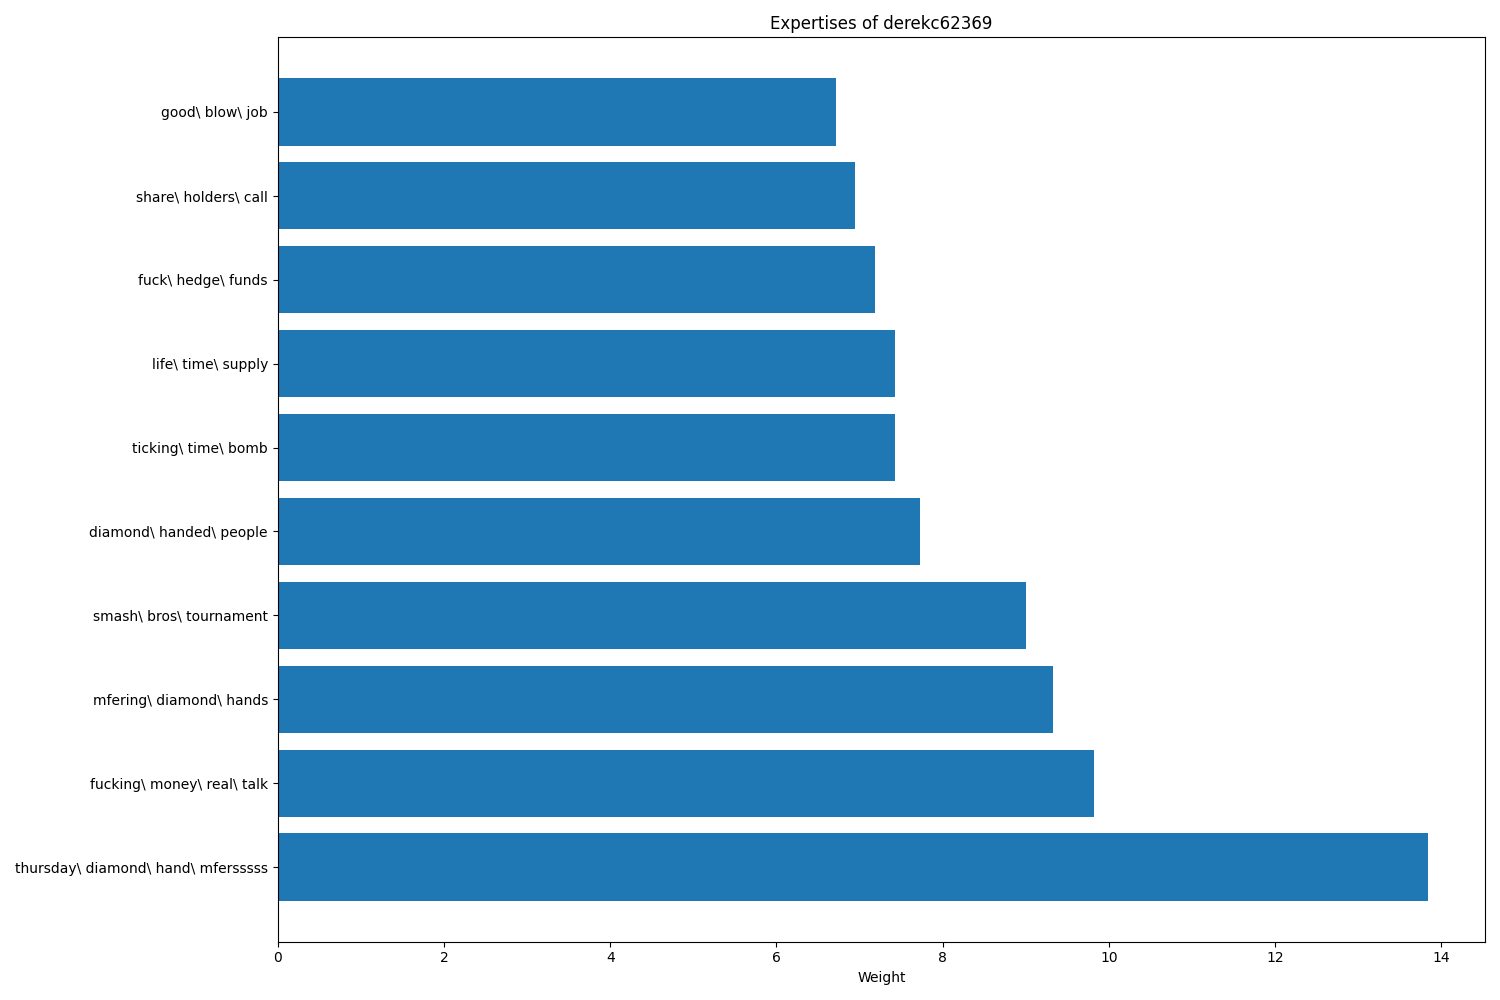 Expertises of derekc62369
good\ blow\ job
share\ holders\ call
fuck\ hedge\ funds
life\ time\ supply
ticking\ time\ bomb
diamond\ handed\ people
smash\ bros\ tournament
mfering\ diamond\ hands
fucking\ money\ real\ talk
thursday\ diamond\ hand\ mfersssss
0 2 4 6 8 10 12 14
Weight